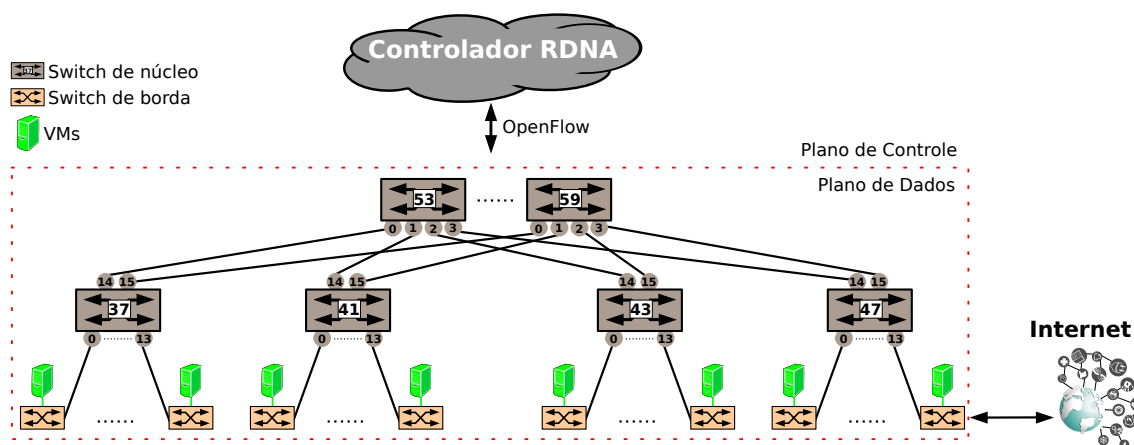 Controlador RDNA
37
Switch de núcleo
Switch de borda
VMs
OpenFlow
Plano de Controle
Plano de Dados
53 ...... 59
0 1 2 3 0 1 2 3
14 15 14 15 14 15 14 15
37 41 43 47
0 ........ 13 0 ........ 13 0 ........ 13 0 ........ 13
Internet
...... ...... ...... ......